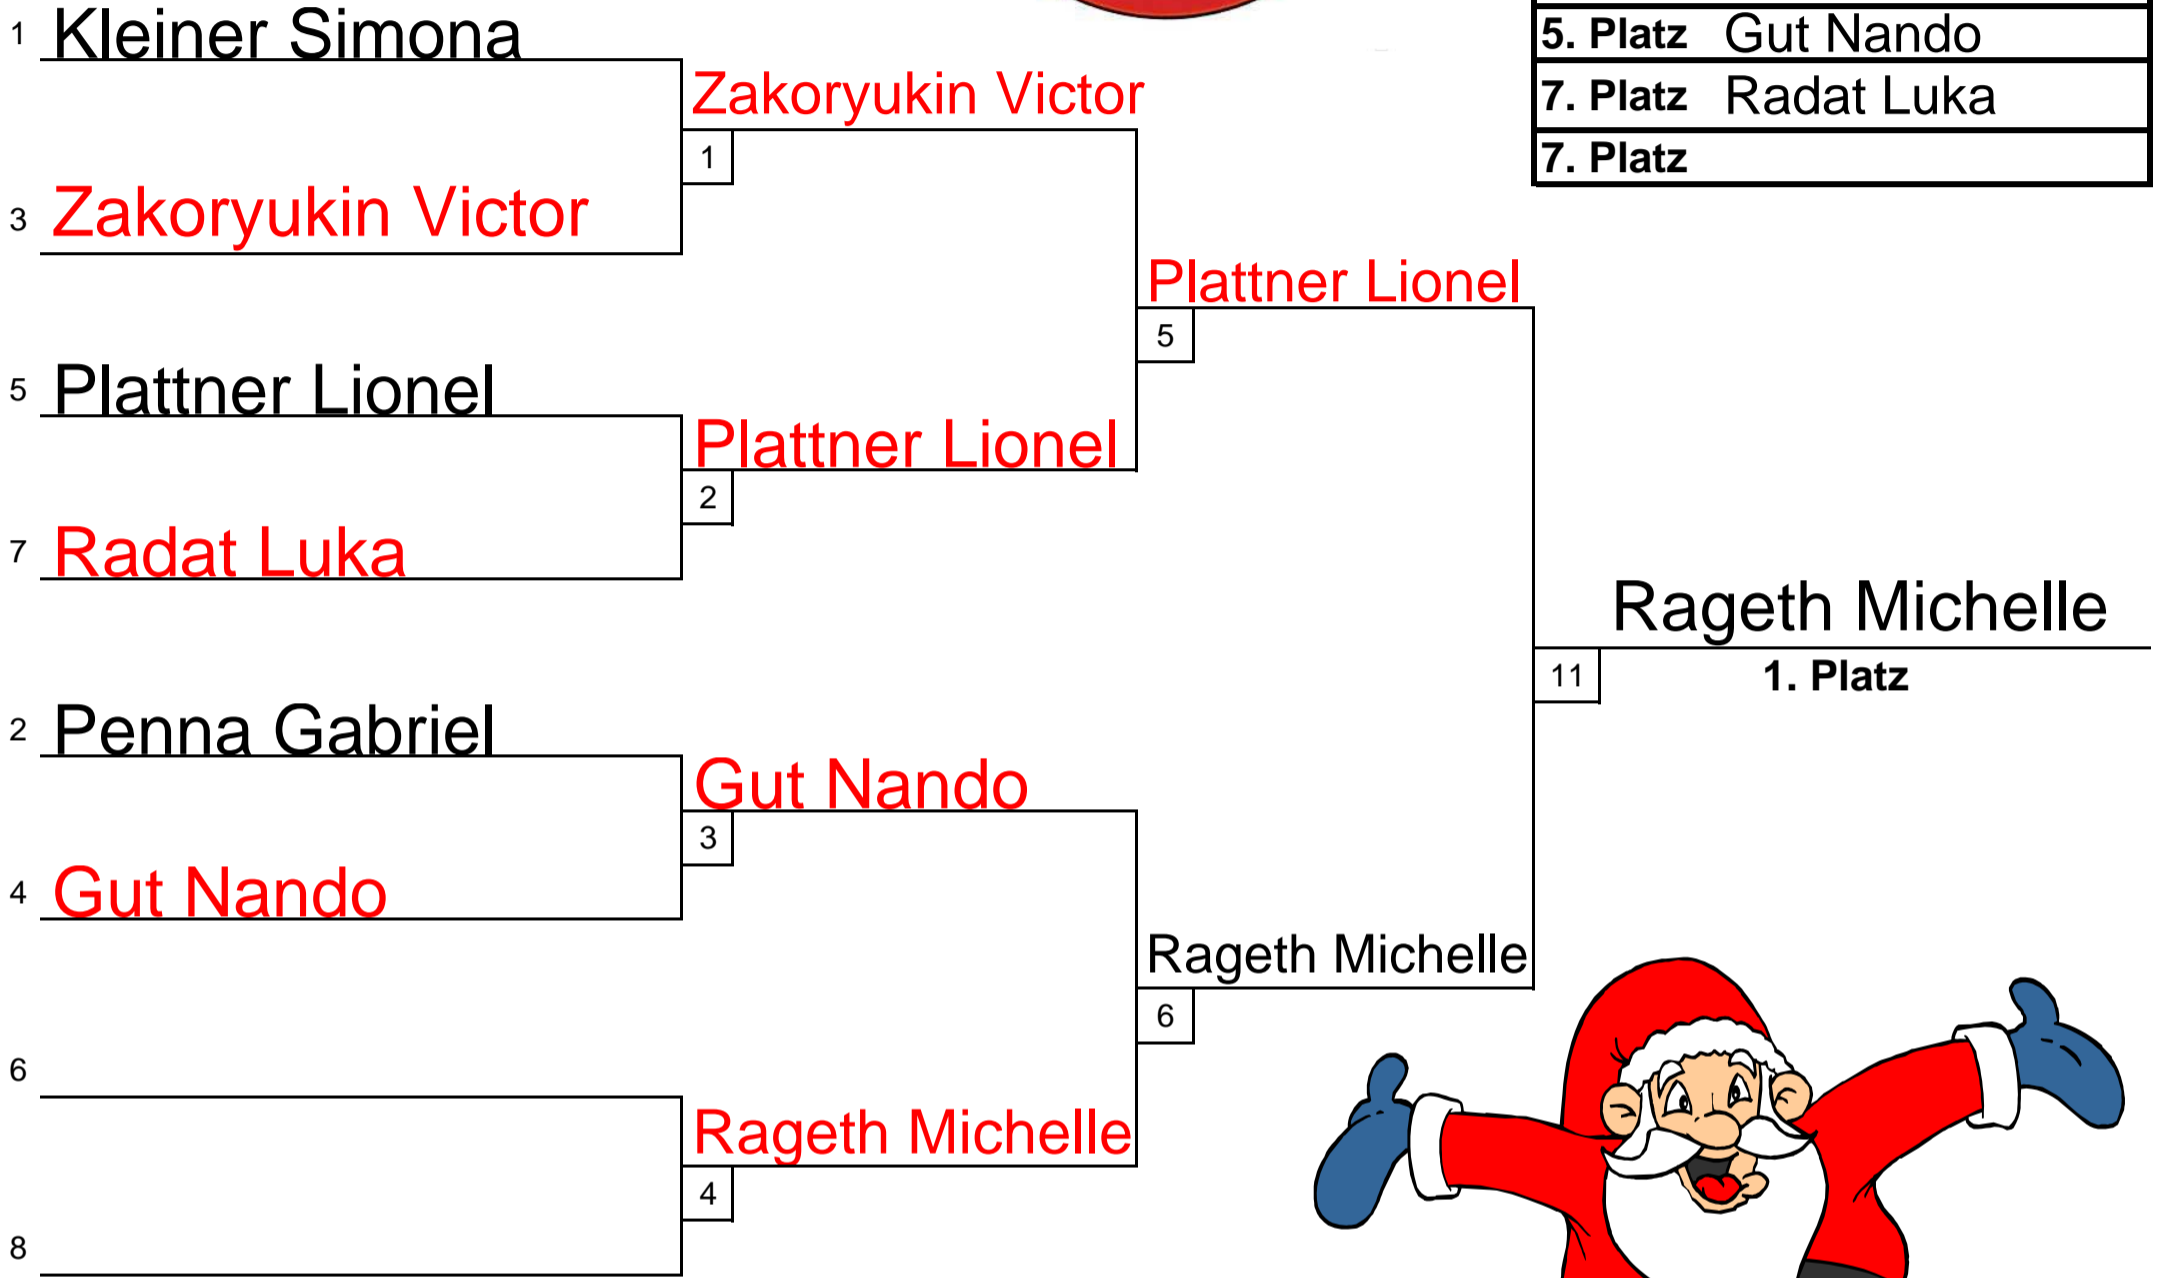 1 Kleiner Simona
5. Platz Gut Nando
Zakoryukin Victor
7. Platz Radat Luka
1
7. Platz
3 Zakoryukin Victor
Plattner Lionel
5
5 Plattner Lionel
Plattner Lionel
2
7 Radat Luka
Rageth Michelle
11
1. Platz
2 Penna Gabriel
Gut Nando
3
4 Gut Nando
Rageth Michelle
6
6
Rageth Michelle
4
8